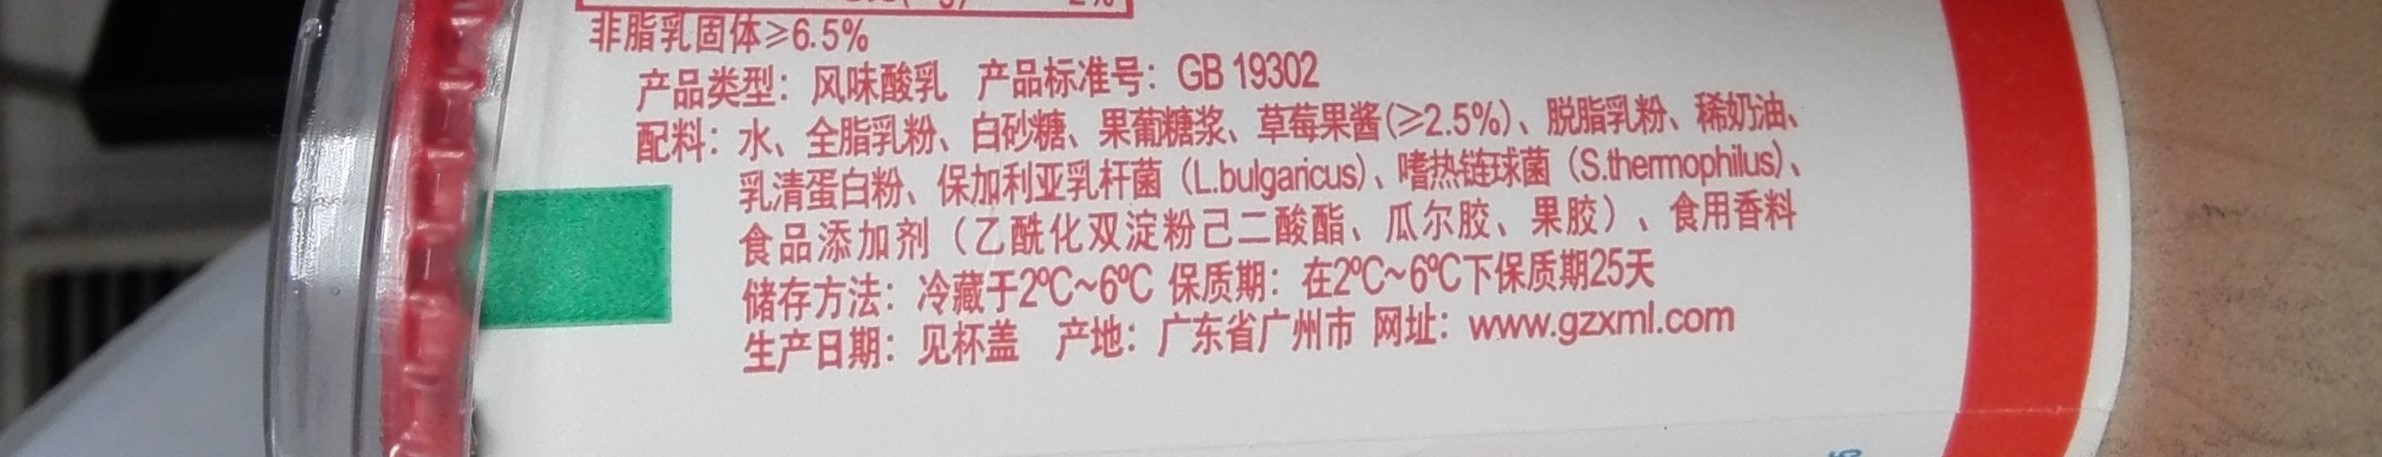 非脂乳固体≥6.5%
产品类型：风味酸乳 产品标准号：GB 19302
配料：水、全脂乳粉、白砂糖、果葡糖浆、草莓果酱(≥2.5%)、脱脂乳粉、稀奶油、
乳清蛋白粉、保加利亚乳杆菌（L.bulgaricus)、嗜热链球菌（S.thermophilus)、
食品添加剂（乙酰化双淀粉己二酸酯、瓜尔胶、果胶）、食用香料
储存方法：冷藏于2ºC~6ºC 保质期：在2ºC~6ºC下保质期25天
生产日期：见杯盖 产地：广东省广州市 网址：www.gzxml.com